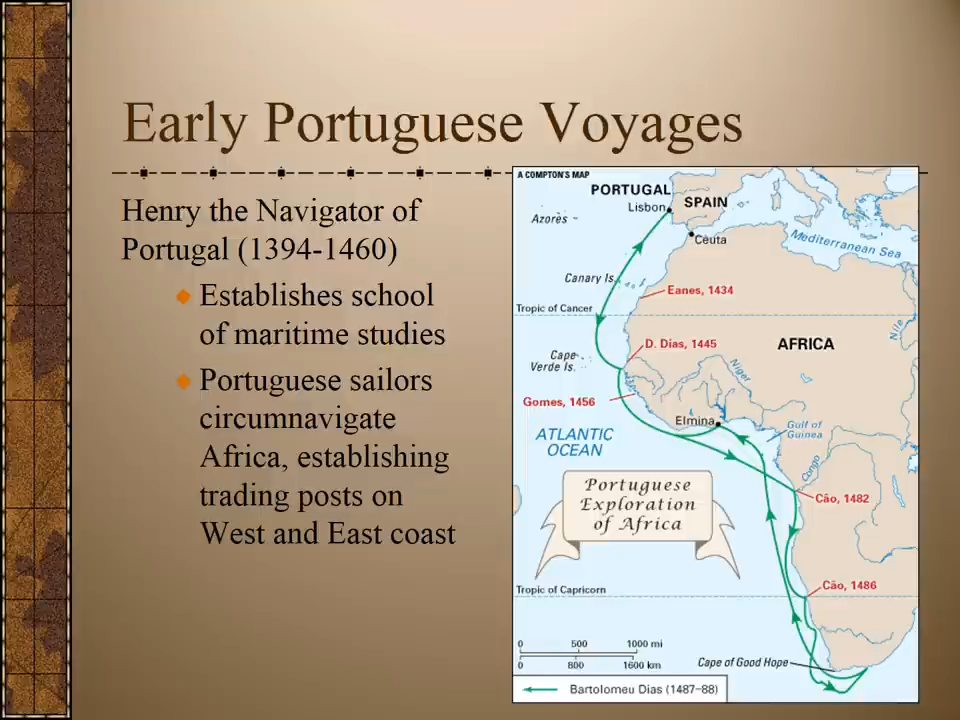 Early Portuguese Voyages
Henry the Navigator of
Portugal (1394-1460)
Establishes school
of maritime studies
Portuguese sailors
circumnavigate
Africa, establishing
trading posts on
West and East coast
A COMPTON'S MAP
PORTUGAL
SPAIN
Lisbon
Azores
Ceuta
Mediterranean Sea
Canary Is.
Eanes, 1434
Tropic of Cancer
Nile
D. Dias, 1445
AFRICA
Cape
Verde Is.
Niger
Gomes, 1456
Elmina
Gulf of
Guinea
ATLANTIC
OCEAN
Congo
Portuguese
Exploration
of Africa
Cão, 1482
Cão, 1486
Tropic of Capricorn
0 500 1000 mi
0 800 1600 km
Cape of Good Hope
Bartolomeu Dias (1487–88)